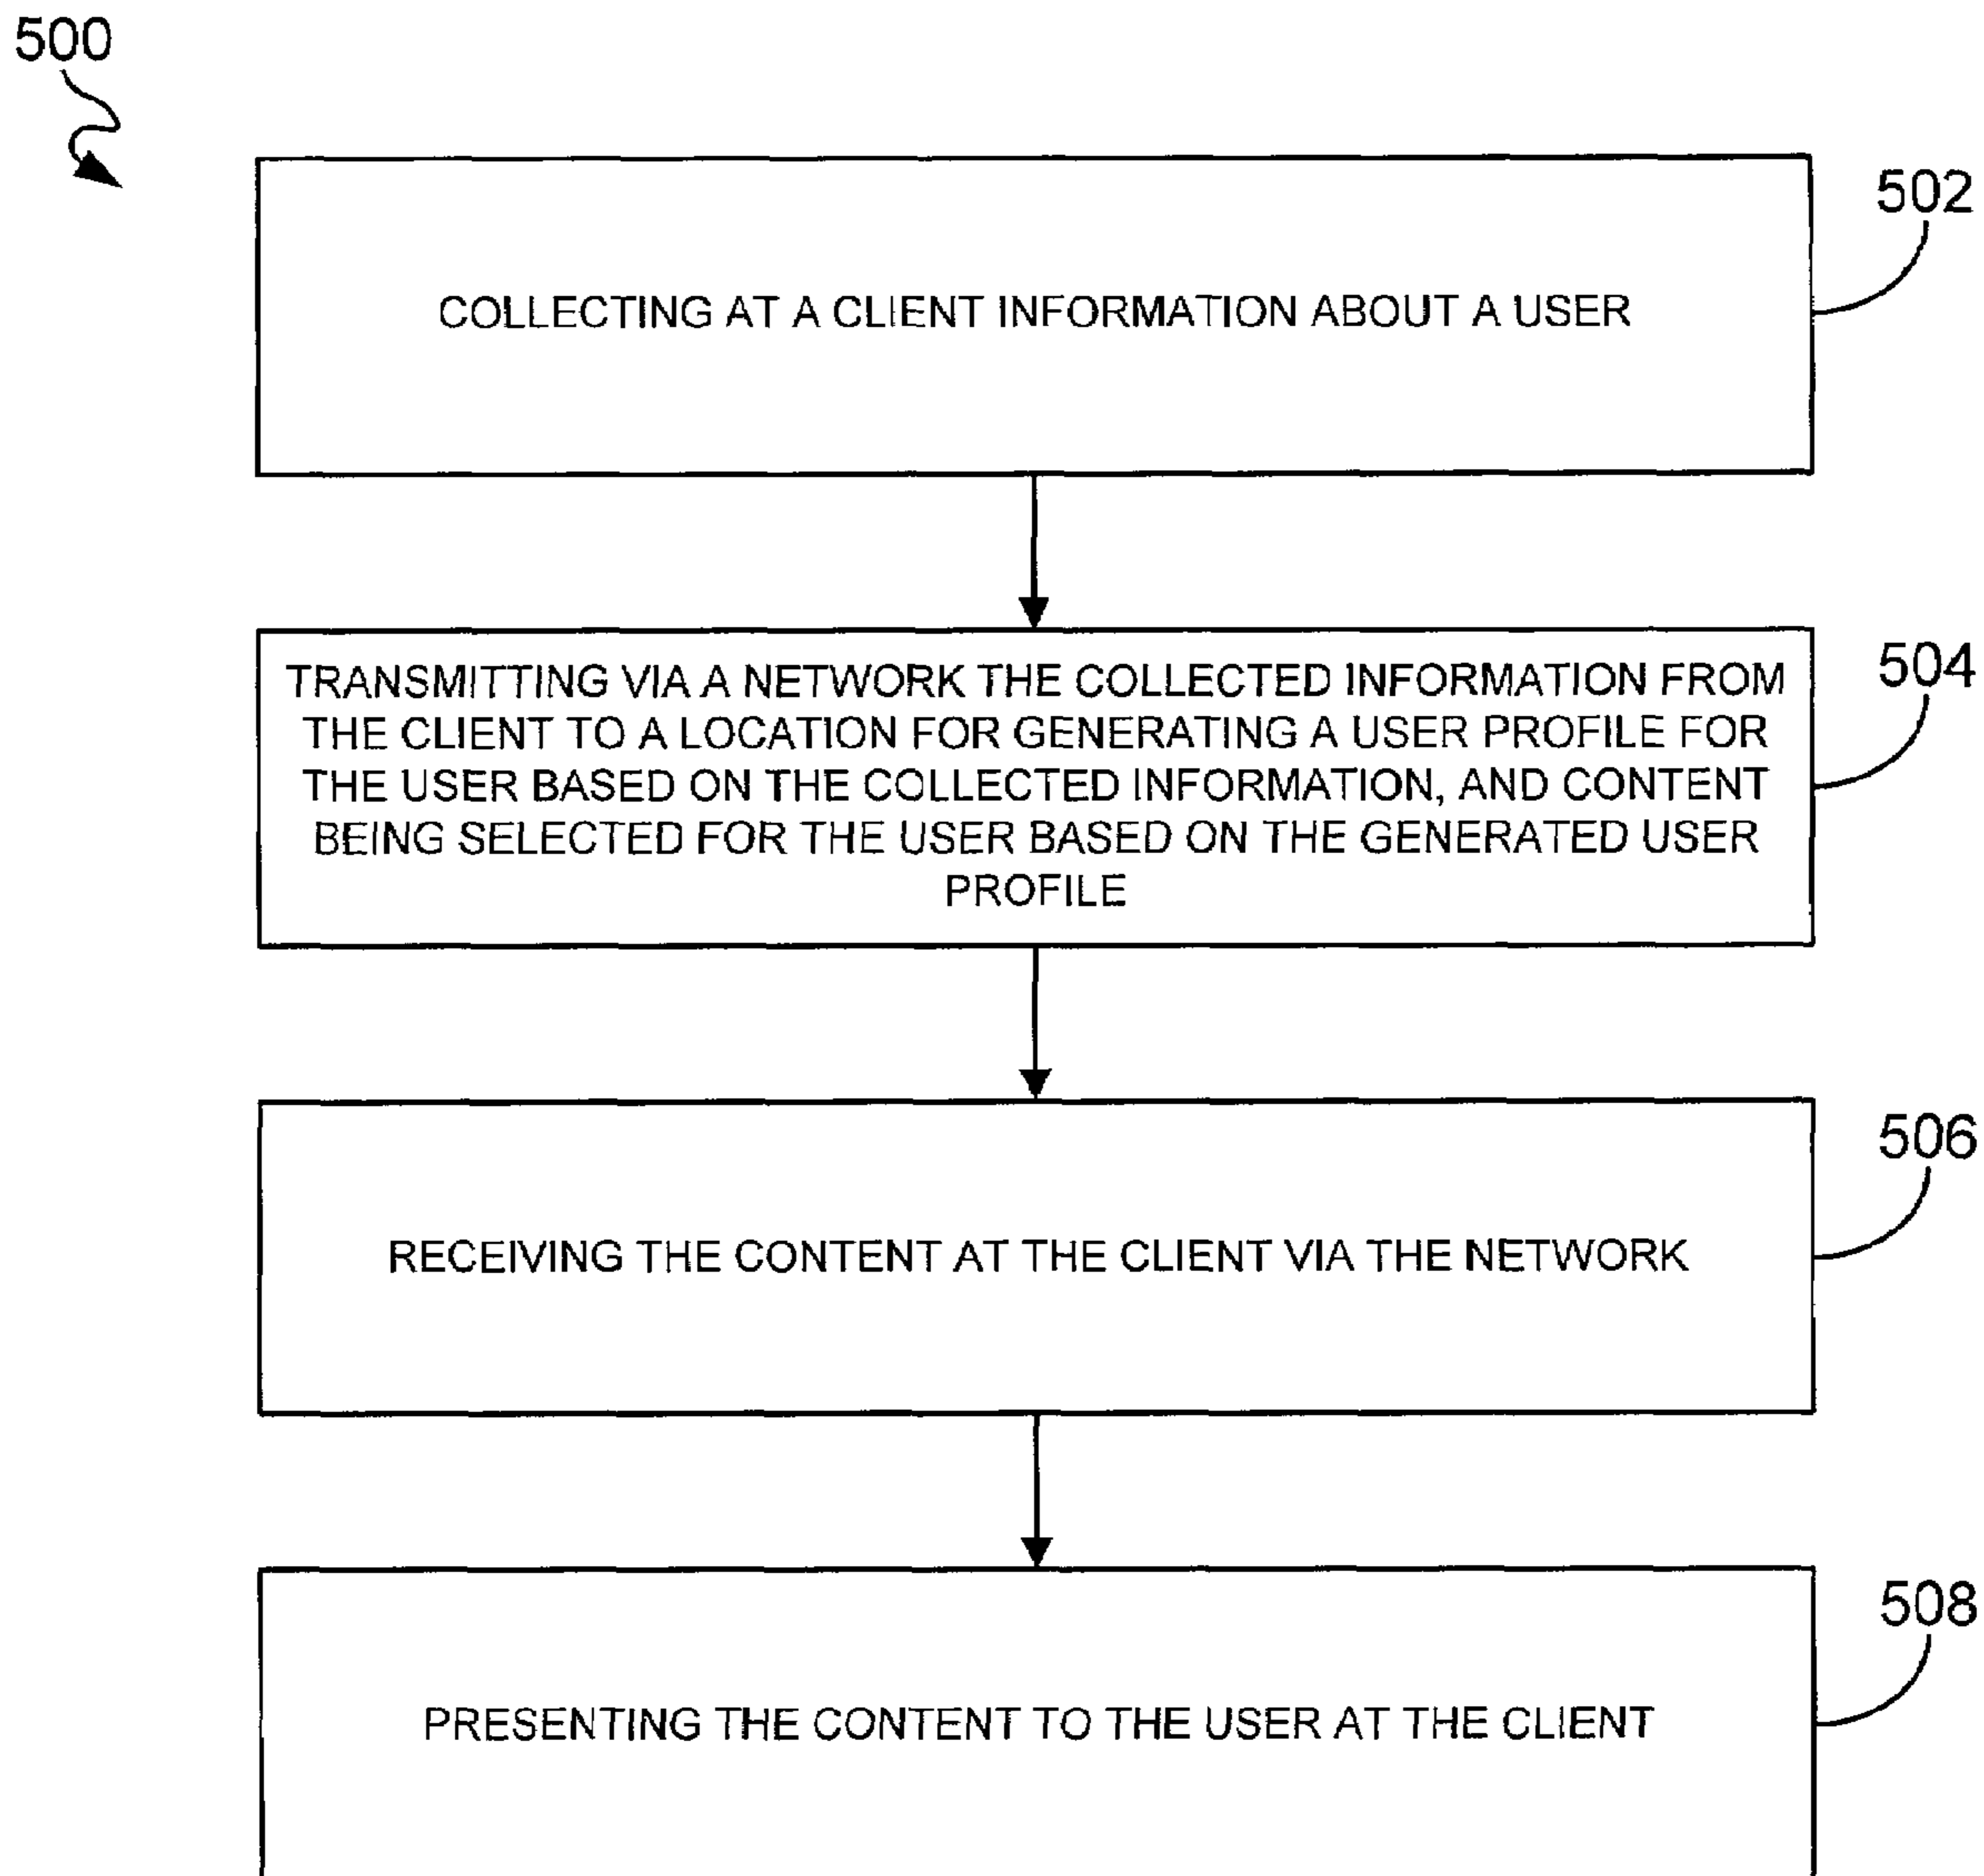 500
502
COLLECTING AT A CLIENT INFORMATION ABOUT A USER
504
TRANSMITTING VIA A NETWORK THE COLLECTED INFORMATION FROM
THE CLIENT TO A LOCATION FOR GENERATING A USER PROFILE FOR
THE USER BASED ON THE COLLECTED INFORMATION, AND CONTENT
BEING SELECTED FOR THE USER BASED ON THE GENERATED USER
PROFILE
506
RECEIVING THE CONTENT AT THE CLIENT VIA THE NETWORK
508
PRESENTING THE CONTENT TO THE USER AT THE CLIENT